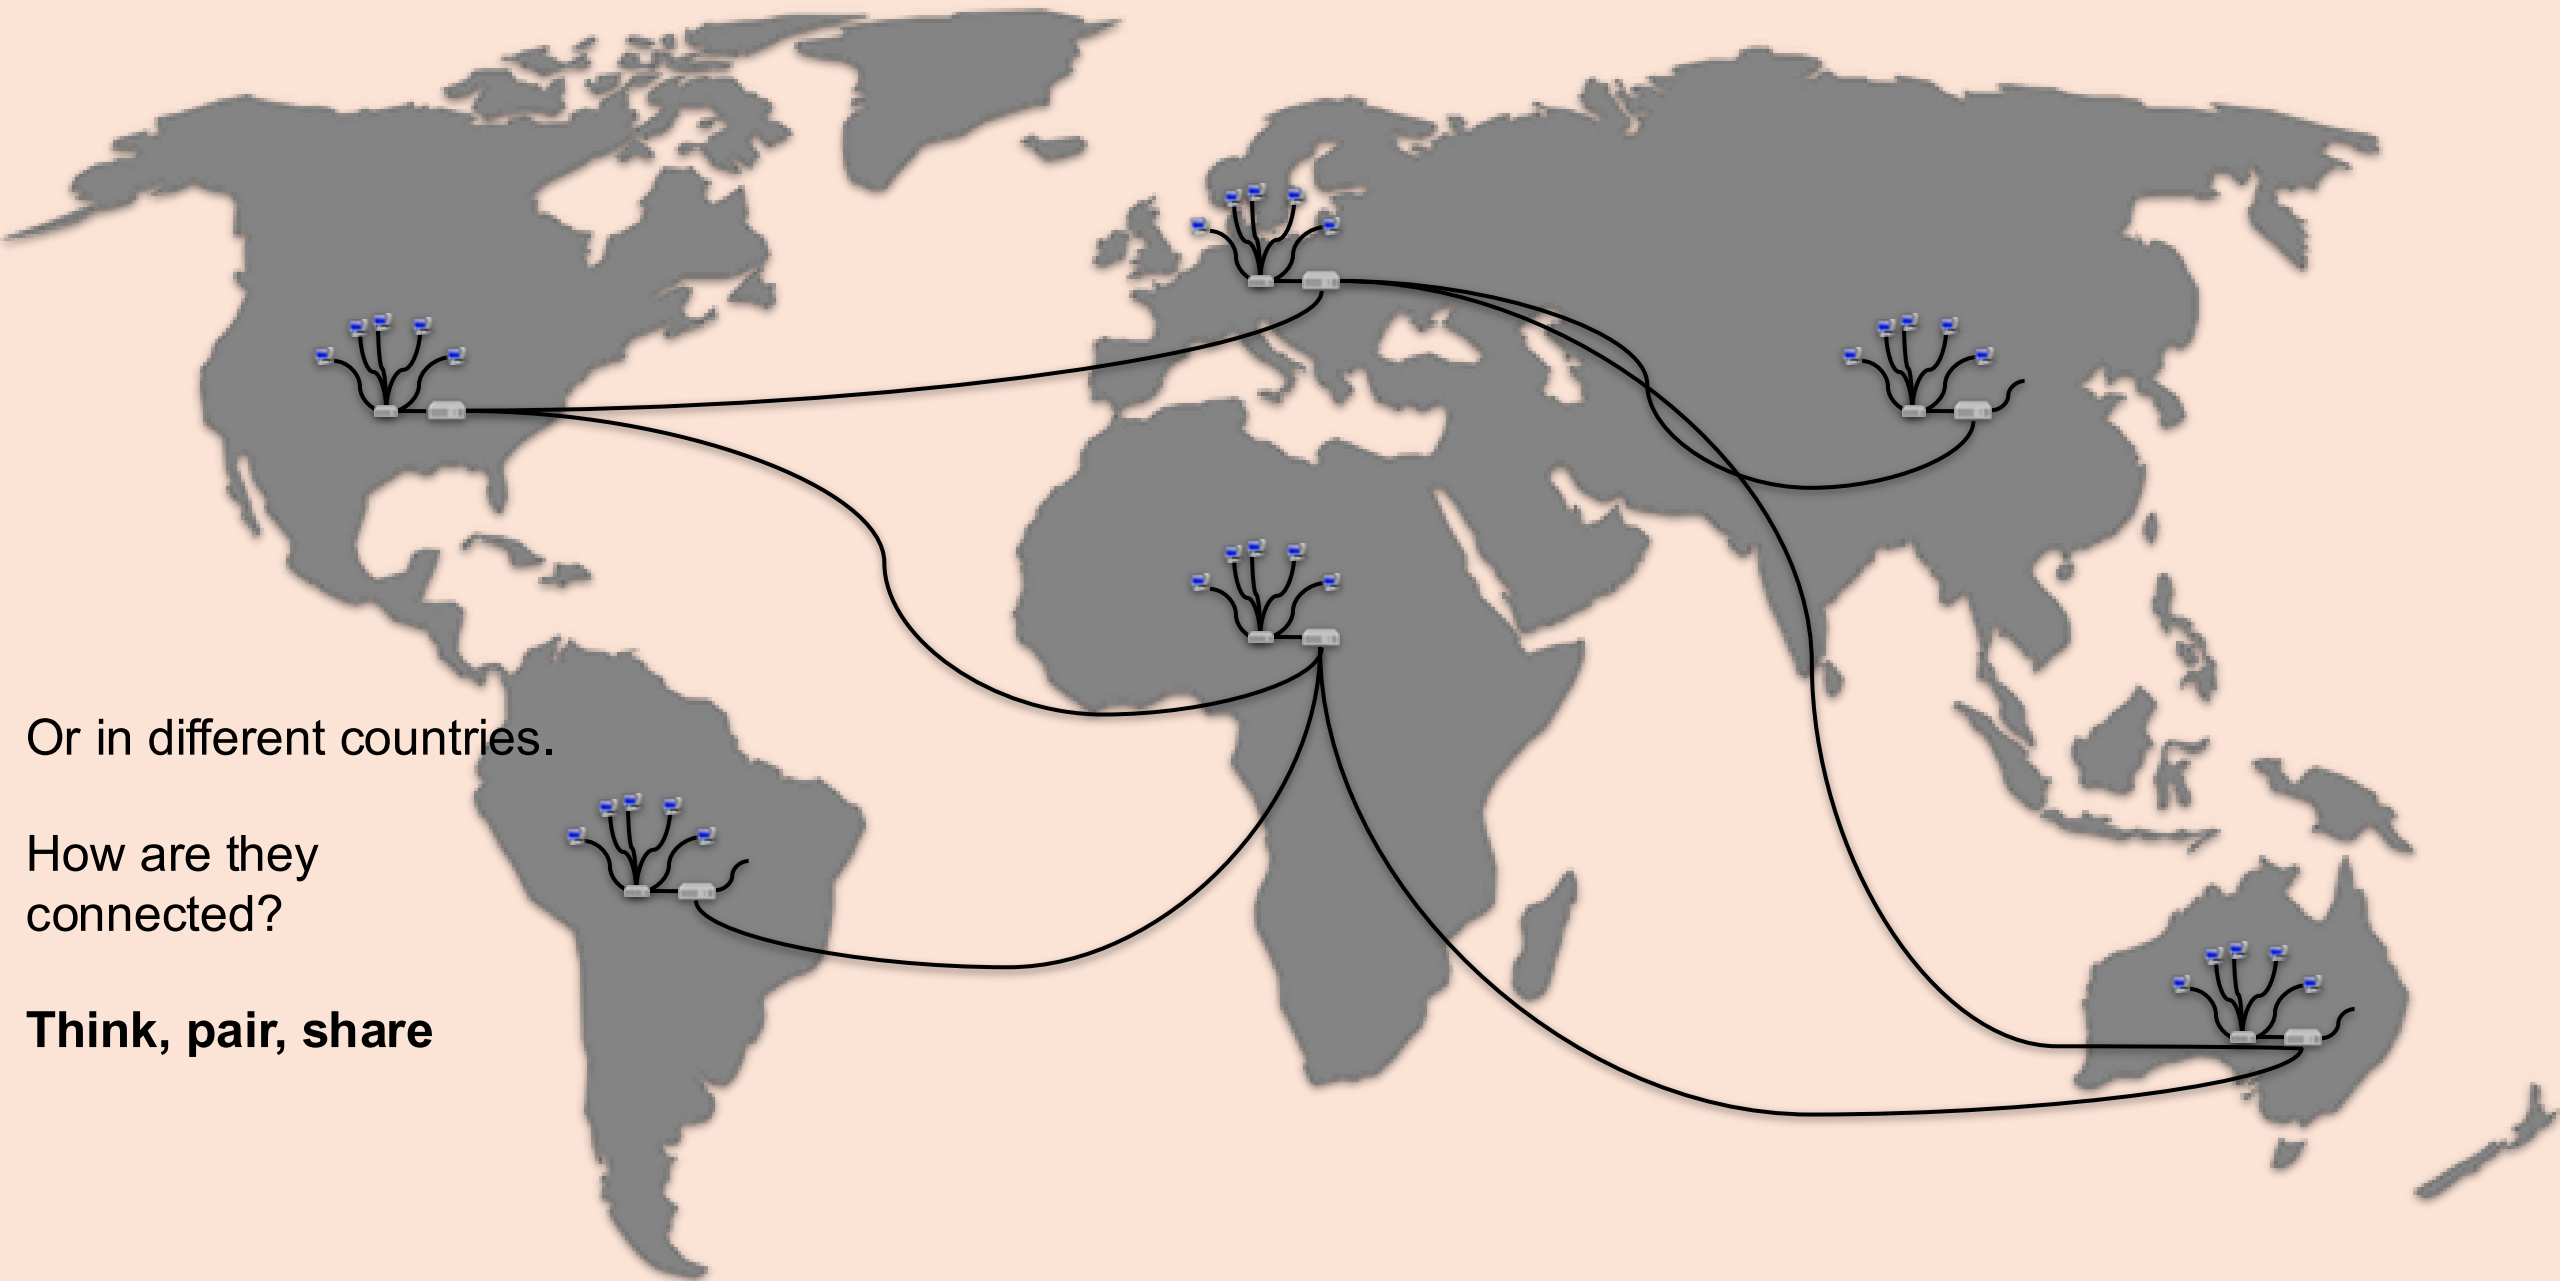 Or in different countries.
How are they
connected?
Think, pair, share